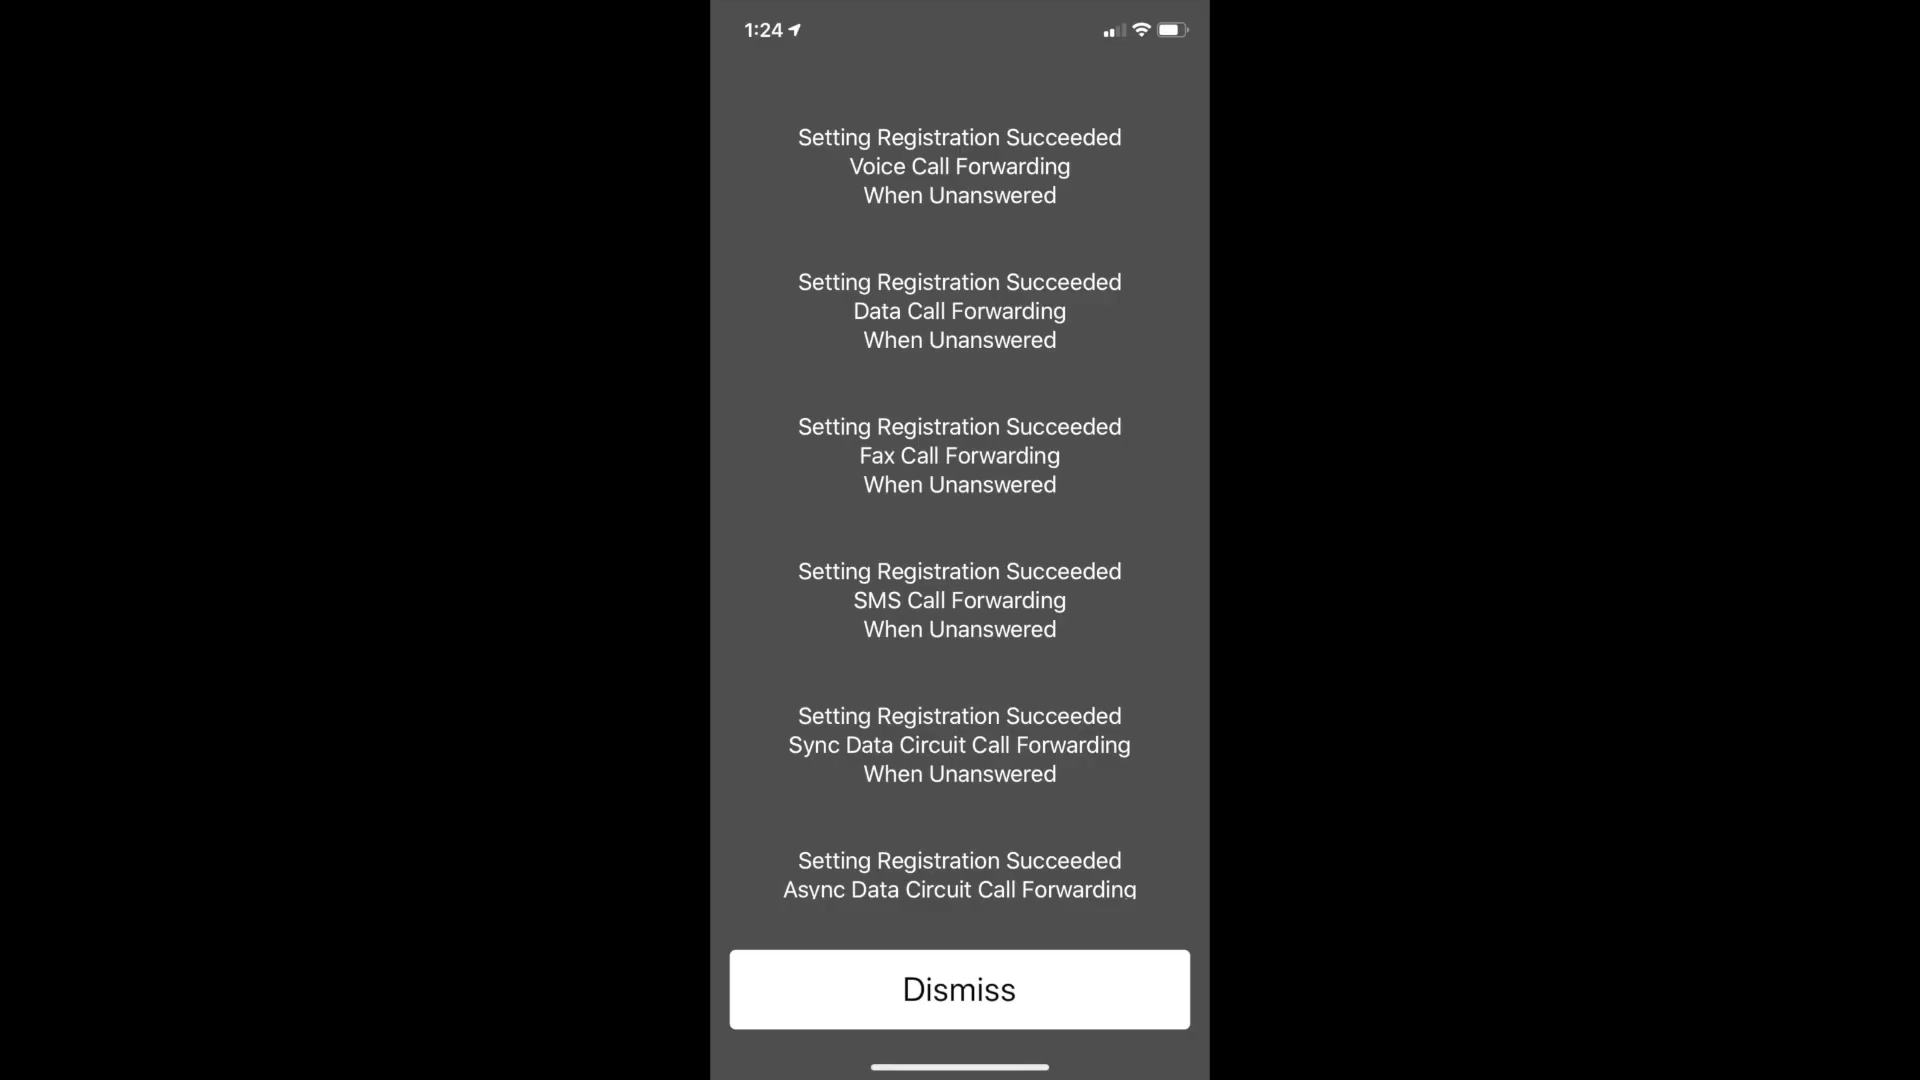 1:24
Setting Registration Succeeded
Voice Call Forwarding
When Unanswered
Setting Registration Succeeded
Data Call Forwarding
When Unanswered
Setting Registration Succeeded
Fax Call Forwarding
When Unanswered
Setting Registration Succeeded
SMS Call Forwarding
When Unanswered
Setting Registration Succeeded
Sync Data Circuit Call Forwarding
When Unanswered
Setting Registration Succeeded
Async Data Circuit Call Forwarding
Dismiss